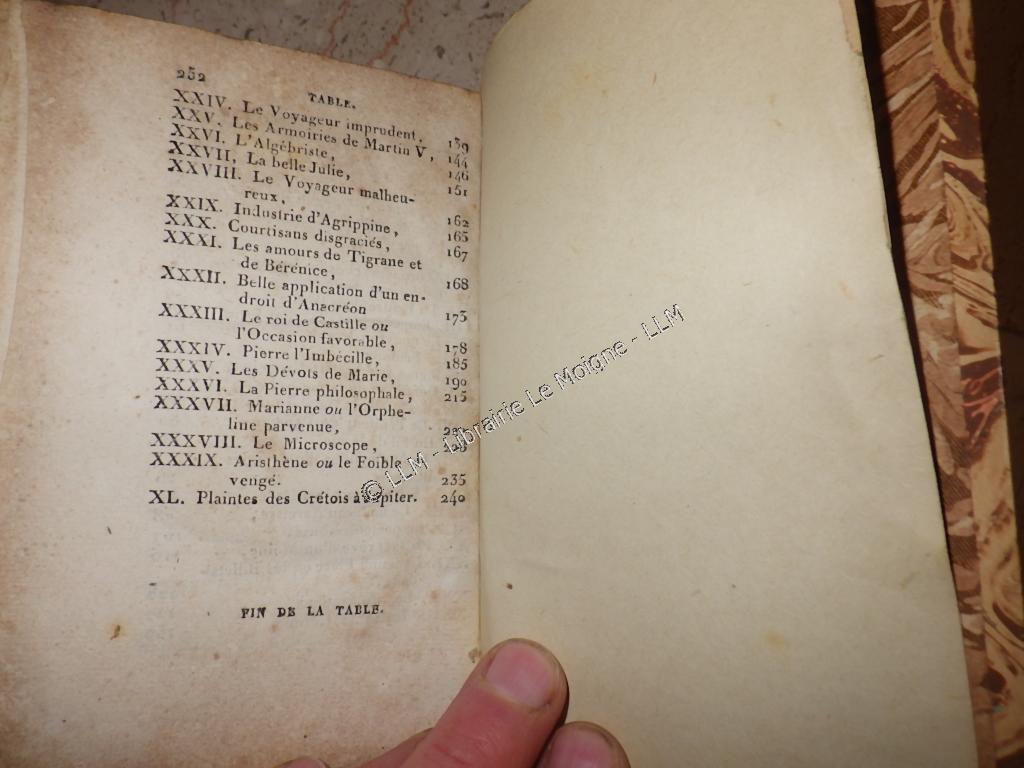 252
TABLE.
XXIV. Le Voyageur imprudent, 139
XXV. Les Armoiries de Martin V, 144
XXVI. L'Algébriste, 146
XXVII, La belle Julie, 151
XXVIII. Le Voyageur malheu-
reux, 162
XXIX. Industrie d'Agrippine, 165
XXX. Courtisans disgraciés, 167
XXXI. Les amours de Tigrane et
de Bérénice, 168
XXXII. Belle application d'un en-
droit d'Anacréon 175
XXXIII. Le roi de Castille ou
l'Occasion favorable, 178
XXXIV. Pierre l'Imbécille, 185
XXXV. Les Dévots de Marie, 190
XXXVI. La Pierre philosophale, 215
XXXVII. Marianne ou l'Orphe-
line parvenue,
XXXVIII. Le Microscope,
XXXIX. Aristhène ou le Foible
vengé. 235
XL. Plaintes des Crétois à 240
FIN DE LA TABLE.
© LLM - Librairie Le Moigne - LLM